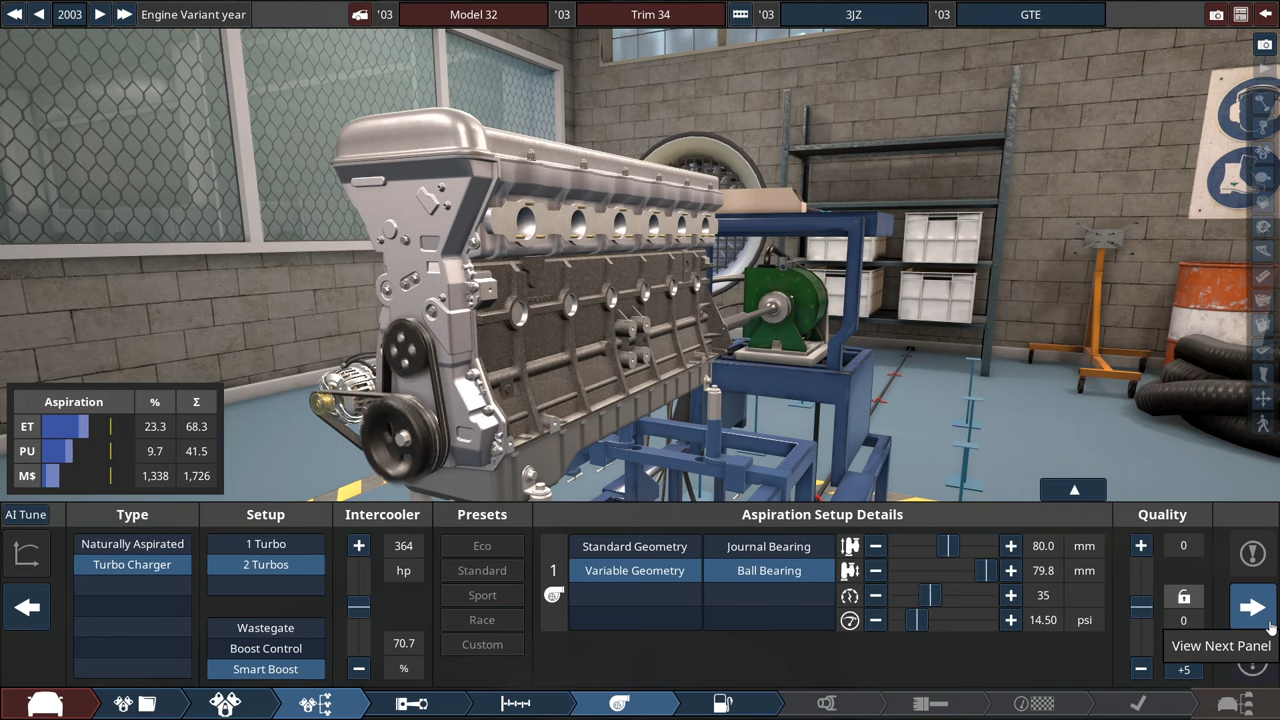 2003 Engine Variant year '03 Model 32 '03 Trim 34 '03 3JZ '03 GTE
Aspiration % Σ
ET 23.3 68.3
PU 9.7 41.5
M$ 1,338 1,726
AI Tune Type Setup Intercooler Presets Aspiration Setup Details Quality
Naturally Aspirated 1 Turbo 364 Eco Standard Geometry Journal Bearing 80.0 mm 0
Turbo Charger 2 Turbos hp Standard 1 Variable Geometry Ball Bearing 79.8 mm
Sport 35
Wastegate Race 14.50 psi 0
Boost Control 70.7 Custom View Next Panel
Smart Boost % +5